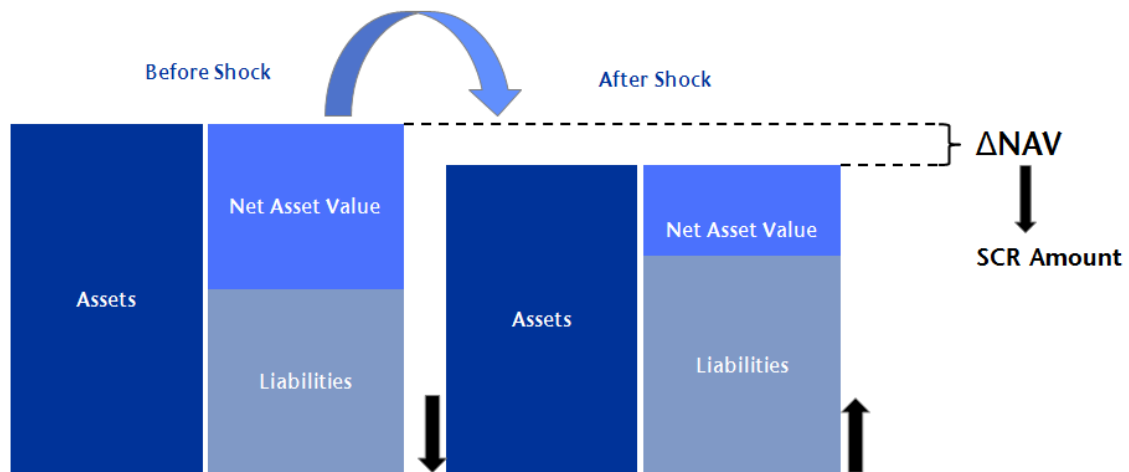 Before Shock
After Shock
ΔNAV
Net Asset Value
Net Asset Value
SCR Amount
Assets
Assets
Liabilities
Liabilities